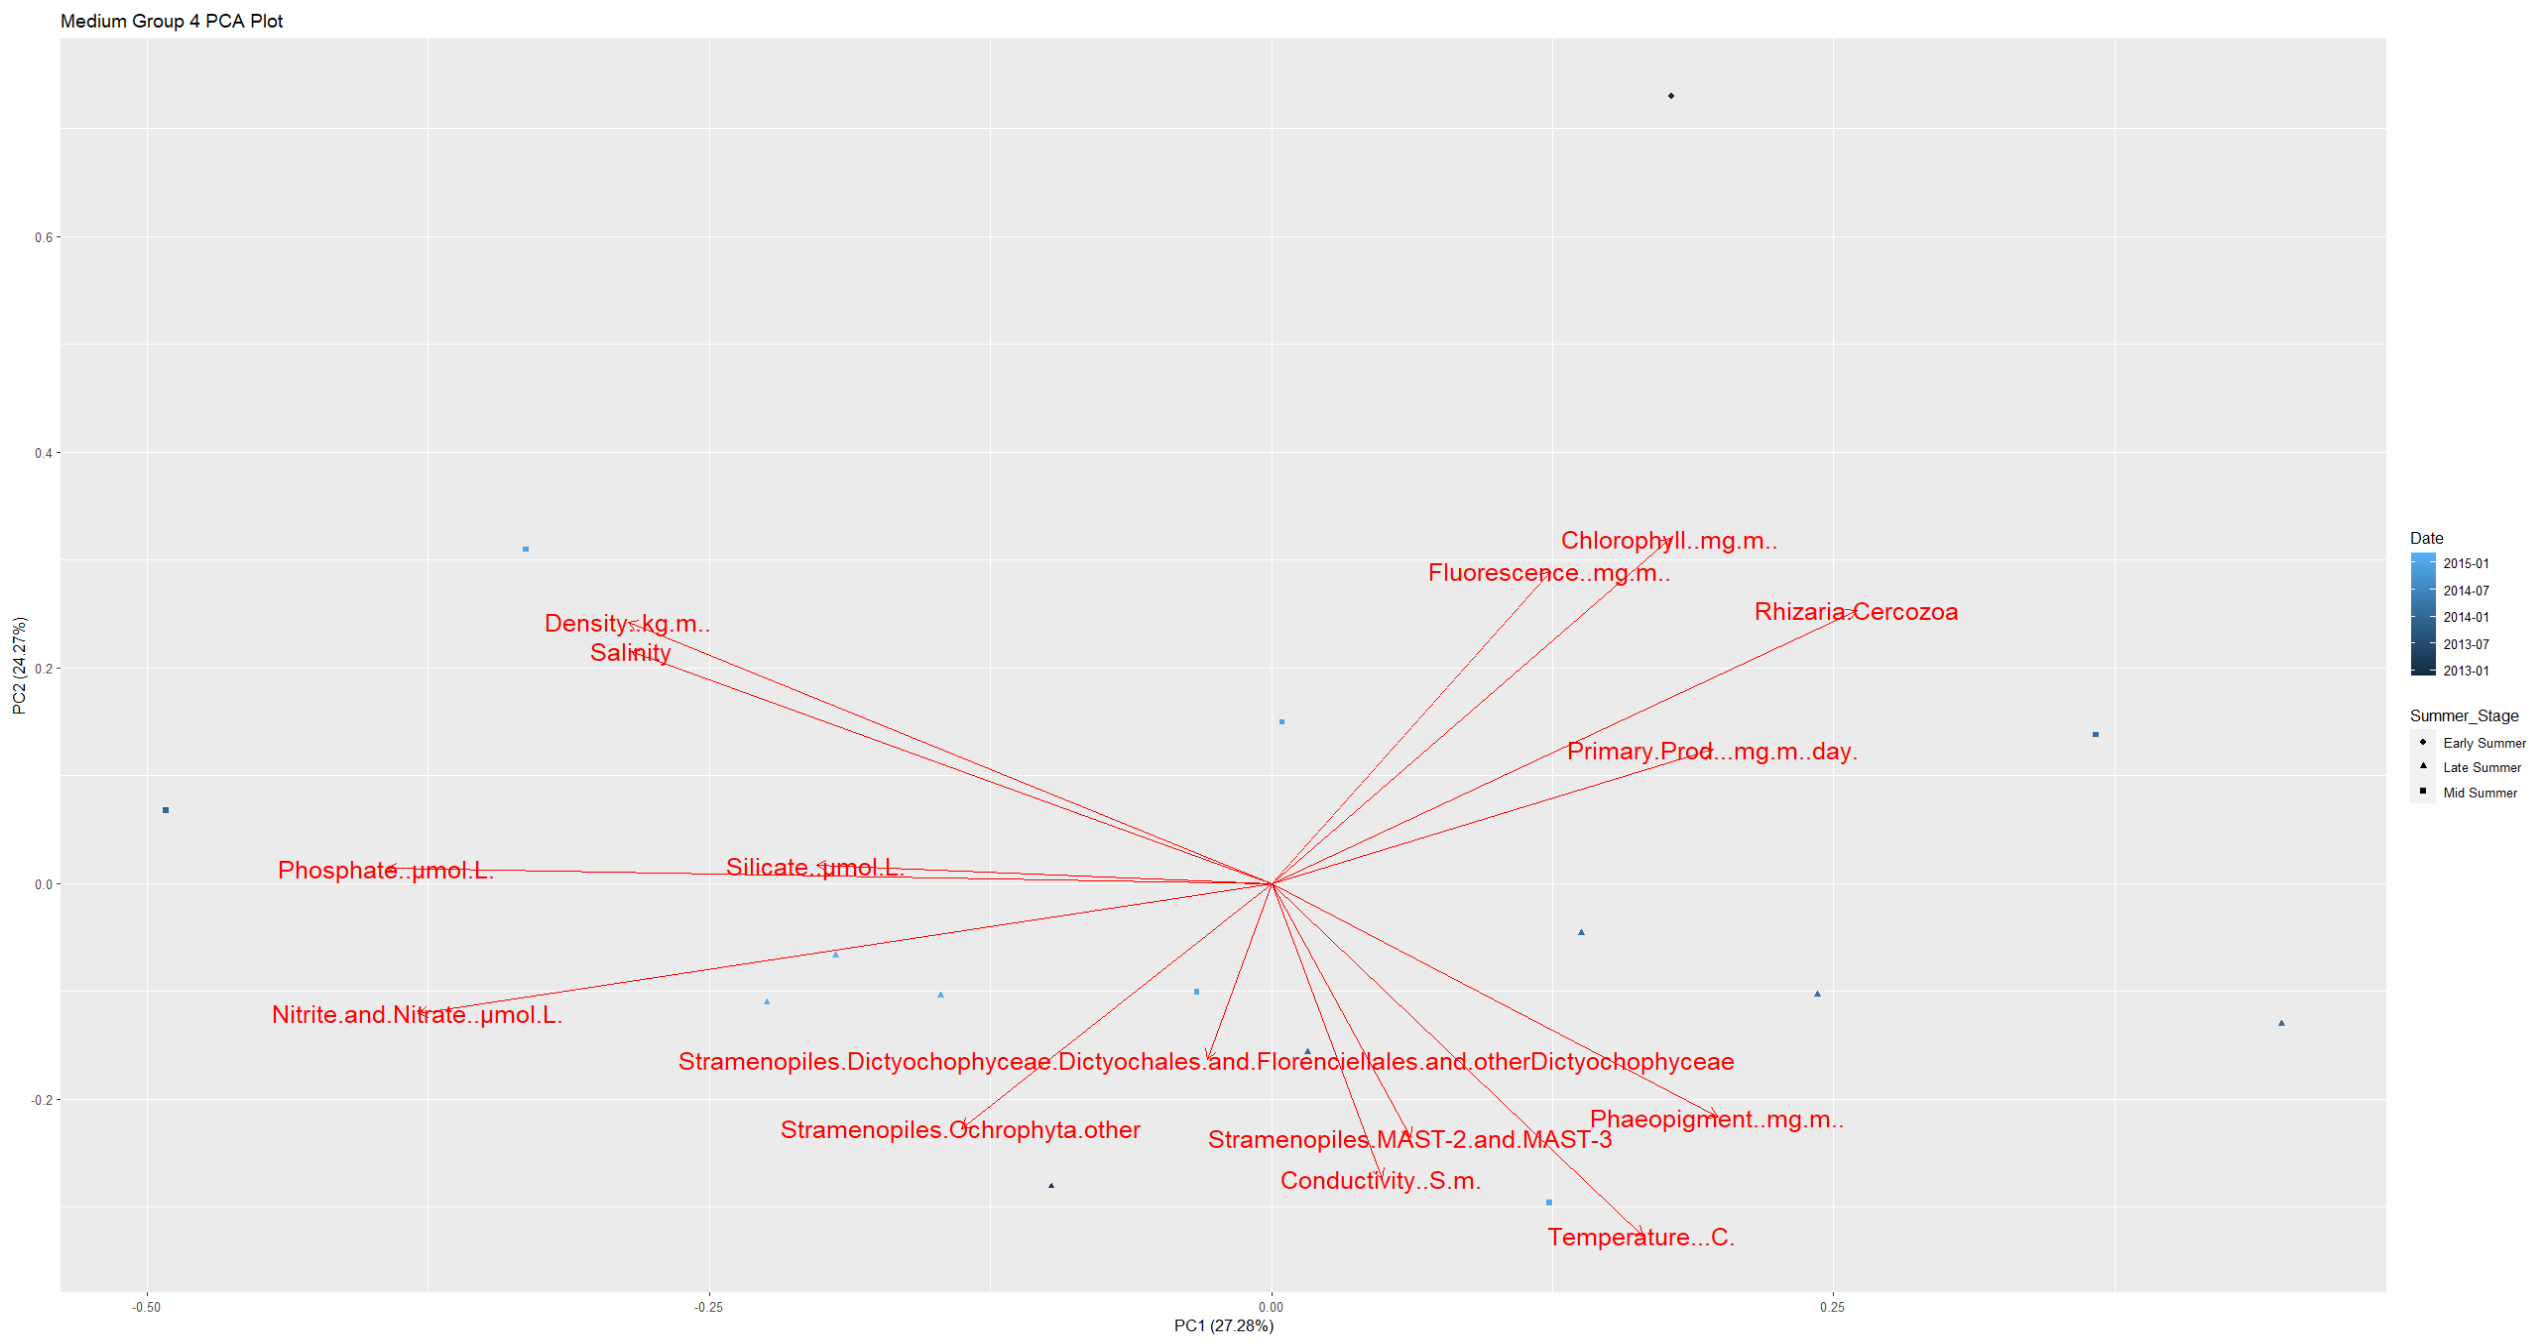 Medium Group 4 PCA Plot
0.6
0.4
0.2
0.0
-0.2
PC2 (24.27%)
Chlorophyll..mg.m..
Fluorescence..mg.m..
Rhizaria.Cercozoa
Density..kg.m..
Salinity
Primary.Prod...mg.m..day.
Phosphate..µmol.L.
Silicate..µmol.L.
Nitrite.and.Nitrate..µmol.L.
Stramenopiles.Dictyochophyceae.Dictyochales.and.Florenciellales.and.otherDictyochophyceae
Phaeopigment..mg.m..
Stramenopiles.Ochrophyta.other
Stramenopiles.MAST-2.and.MAST-3
Conductivity..S.m.
Temperature...C.
-0.50
-0.25
0.00
0.25
PC1 (27.28%)
Date
2015-01
2014-07
2014-01
2013-07
2013-01
Summer_Stage
Early Summer
Late Summer
Mid Summer